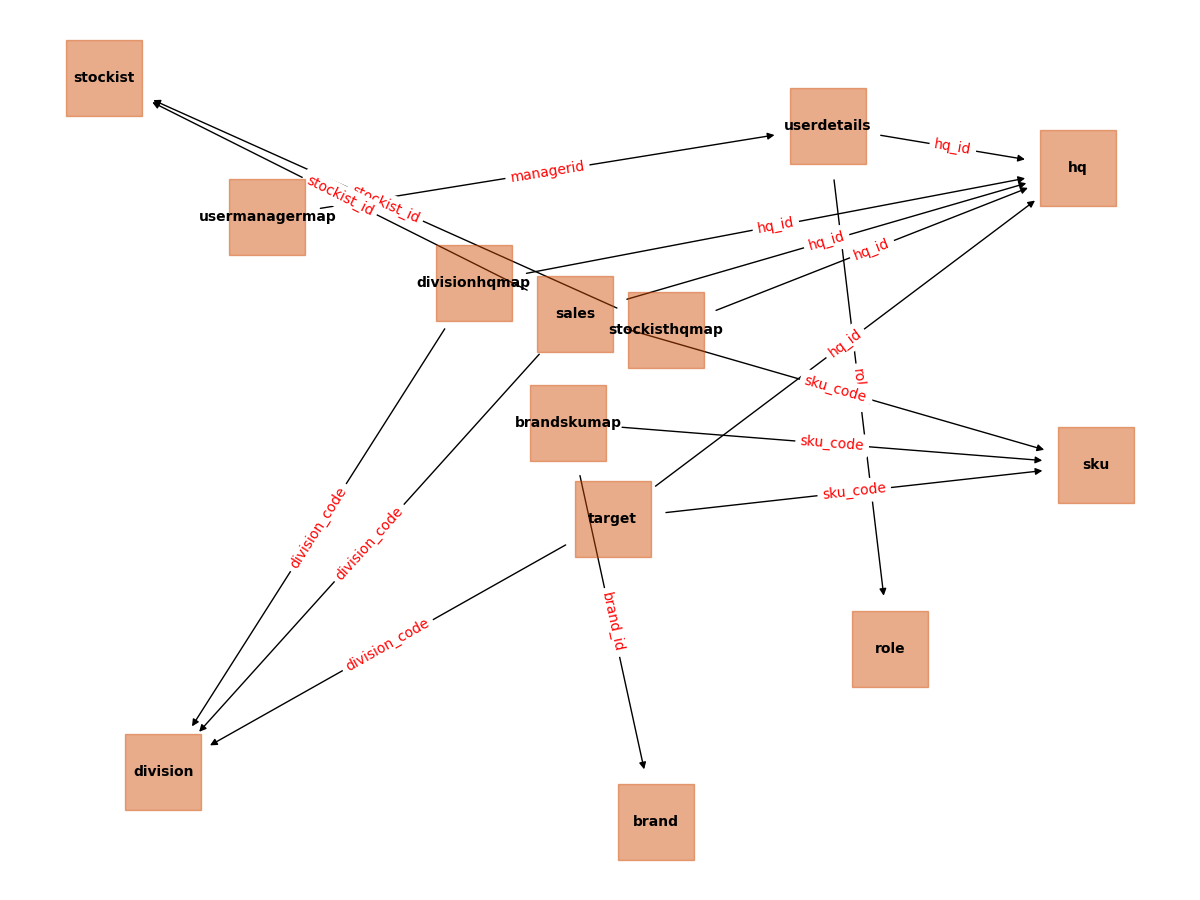 stockist
userdetails
hq_id
hq
managerid
stockist_id
stockist_id
usermanagermap
hq_id
hq_id
hq_id
divisionhqmap
sales
stockisthqmap
hq_id
rol
sku_code
brandskumap
sku_code
sku
sku_code
target
division_code
division_code
division_code
brand_id
role
division
brand